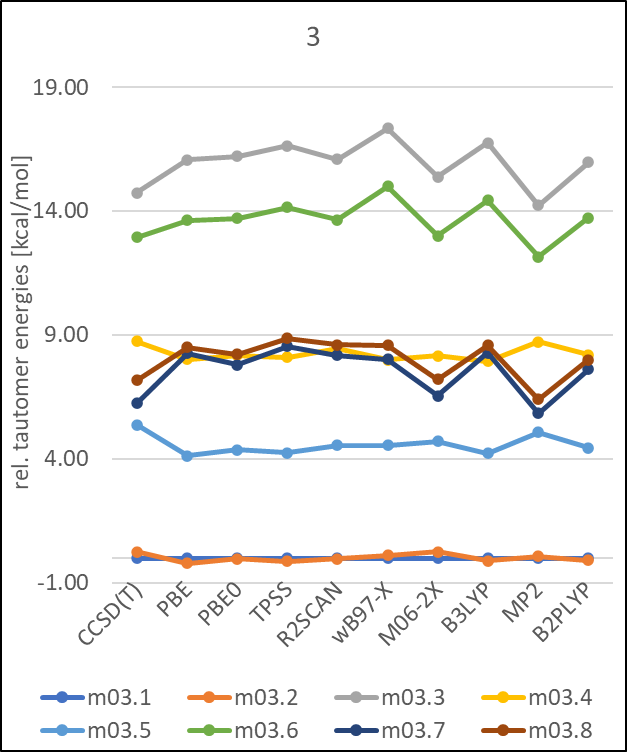 3
19.00
14.00
9.00
4.00
-1.00
rel. tautomer energies [kcal/mol]
CCSD(T)
PBE
PBE0
TPSS
R2SCAN
wB97-X
M06-2X
B3LYP
MP2
B2PLYP
m03.1 m03.2 m03.3 m03.4
m03.5 m03.6 m03.7 m03.8